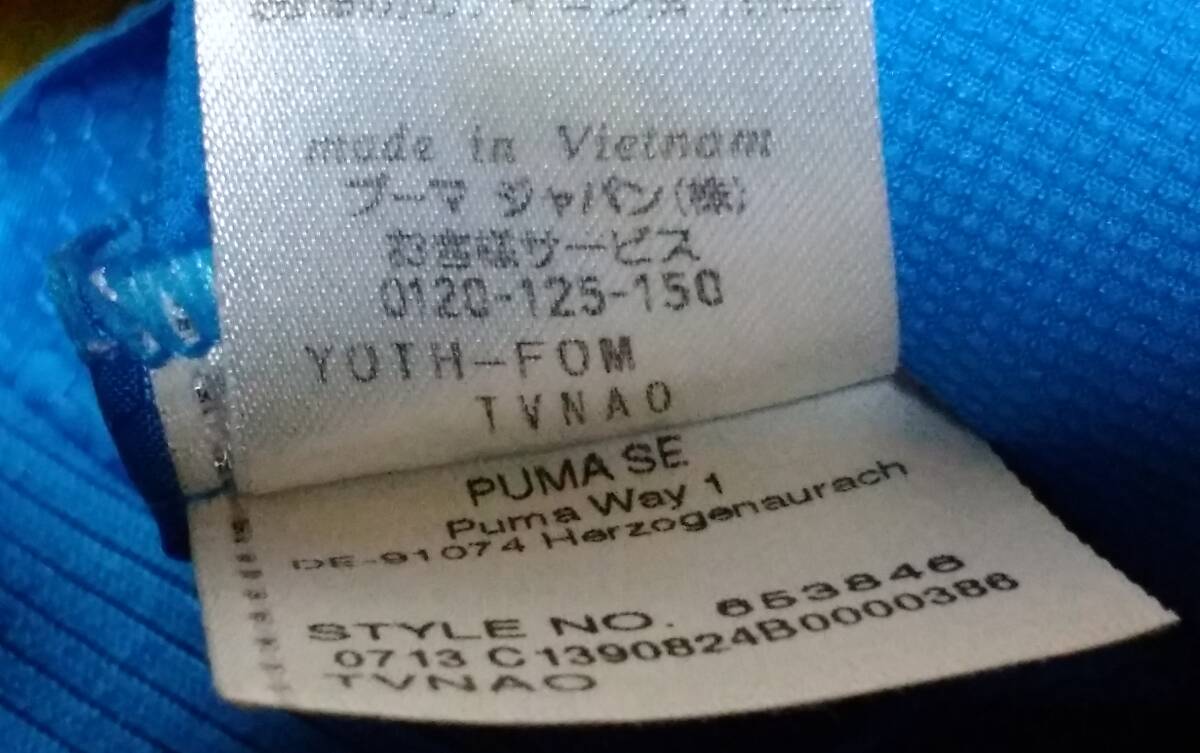 made in Vietnam
プーマ ジャパン(株)
お客様サービス
0120-125-150
YOTH-FOM
TVNAO
PUMA SE
Puma Way 1
DE-91074 Herzogenaurach
STYLE NO. 653846
0713 C1390824B0000386
TVNAO